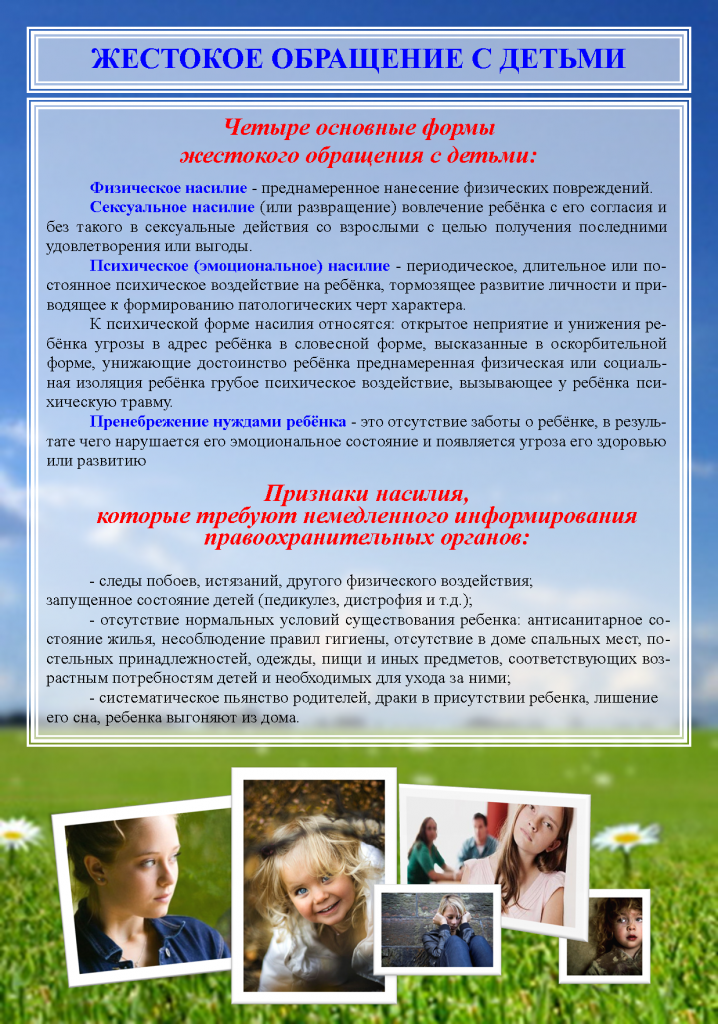 ЖЕСТОКОЕ ОБРАЩЕНИЕ С ДЕТЬМИ
Четыре основные формы
жестокого обращения с детьми:
Физическое насилие - преднамеренное нанесение физических повреждений.
Сексуальное насилие (или развращение) вовлечение ребёнка с его согласия и
без такого в сексуальные действия со взрослыми с целью получения последними
удовлетворения или выгоды.
Психическое (эмоциональное) насилие - периодическое, длительное или по-
стоянное психическое воздействие на ребёнка, тормозящее развитие личности и при-
водящее к формированию патологических черт характера.
К психической форме насилия относятся: открытое неприятие и унижения ре-
бёнка угрозы в адрес ребёнка в словесной форме, высказанные в оскорбительной
форме, унижающие достоинство ребёнка преднамеренная физическая или социаль-
ная изоляция ребёнка грубое психическое воздействие, вызывающее у ребёнка пси-
хическую травму.
Пренебрежение нуждами ребёнка - это отсутствие заботы о ребёнке, в резуль-
тате чего нарушается его эмоциональное состояние и появляется угроза его здоровью
или развитию
Признаки насилия,
которые требуют немедленного информирования
правоохранительных органов:
- следы побоев, истязаний, другого физического воздействия;
запущенное состояние детей (педикулез, дистрофия и т.д.);
- отсутствие нормальных условий существования ребенка: антисанитарное со-
стояние жилья, несоблюдение правил гигиены, отсутствие в доме спальных мест, по-
стельных принадлежностей, одежды, пищи и иных предметов, соответствующих воз-
растным потребностям детей и необходимых для ухода за ними;
- систематическое пьянство родителей, драки в присутствии ребенка, лишение
его сна, ребенка выгоняют из дома.